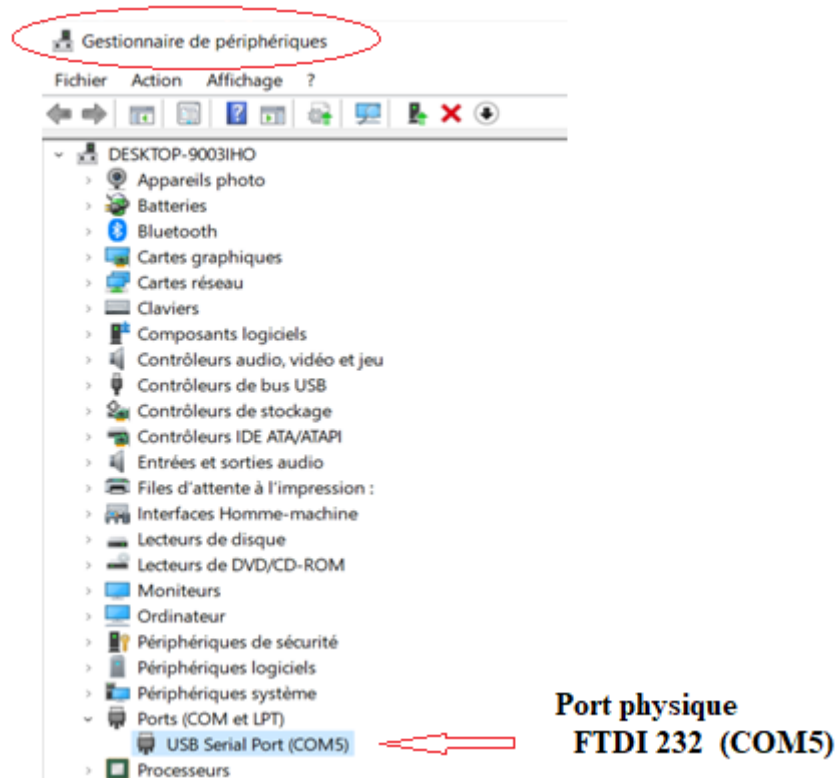 Gestionnaire de périphériques
Fichier Action Affichage ?
DESKTOP-9003IHO
Appareils photo
Batteries
Bluetooth
Cartes graphiques
Cartes réseau
Claviers
Composants logiciels
Contrôleurs audio, vidéo et jeu
Contrôleurs de bus USB
Contrôleurs de stockage
Contrôleurs IDE ATA/ATAPI
Entrées et sorties audio
Files d'attente à l'impression :
Interfaces Homme-machine
Lecteurs de disque
Lecteurs de DVD/CD-ROM
Moniteurs
Ordinateur
Périphériques de sécurité
Périphériques logiciels
Périphériques système
Ports (COM et LPT)
USB Serial Port (COM5)
Processeurs
Port physique
FTDI 232 (COM5)